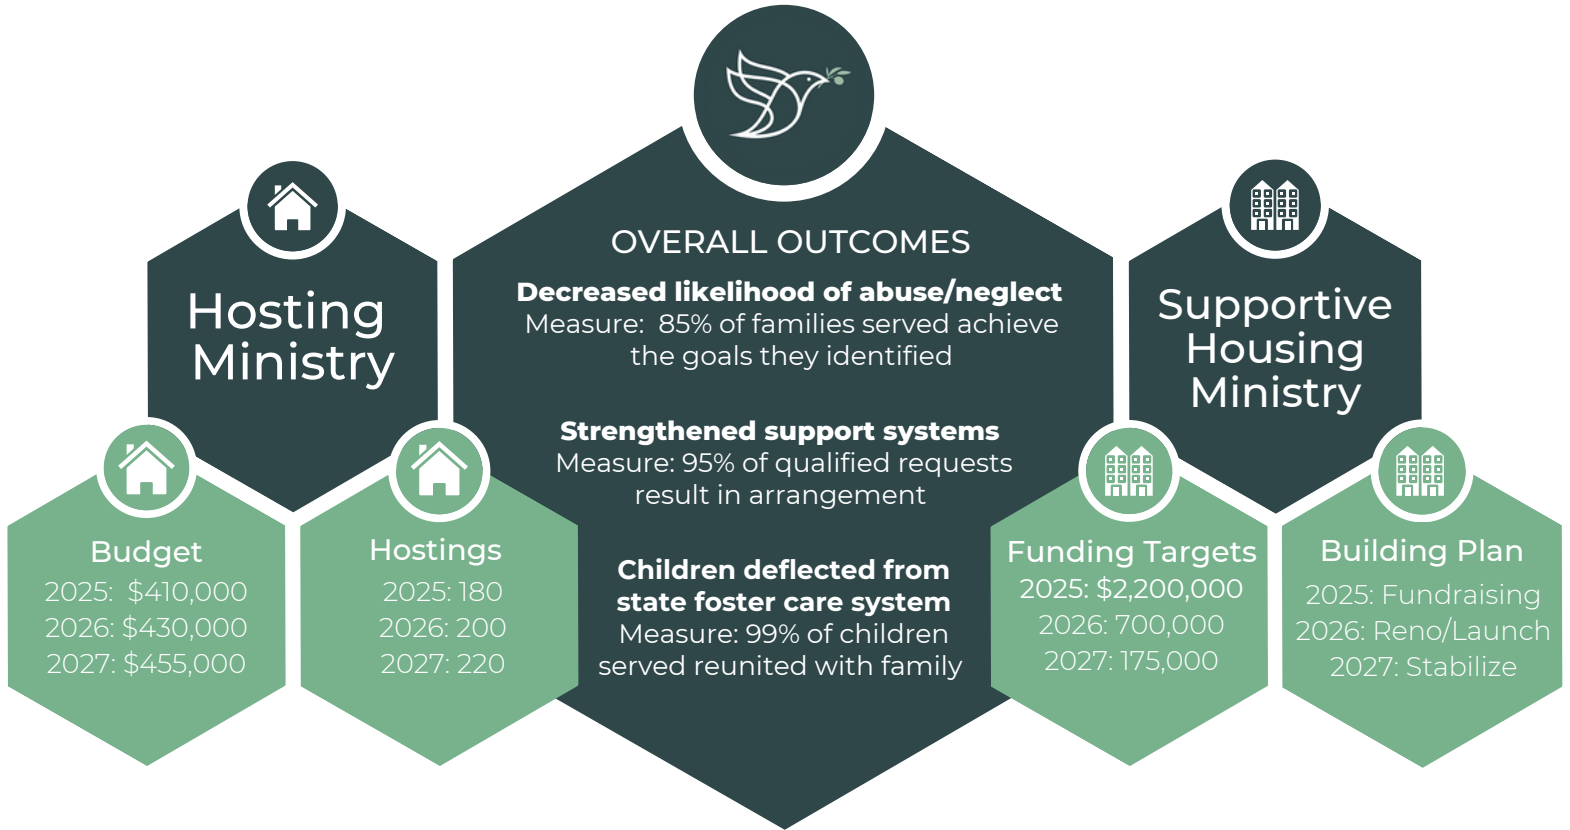 OVERALL OUTCOMES
Decreased likelihood of abuse/neglect
Measure:  85% of families served achieve
the goals they identified
Strengthened support systems
Measure: 95% of qualified requests
result in arrangement
Children deflected from
state foster care system
Measure: 99% of children
served reunited with family
Hosting
Ministry
Budget
2025:  $410,000
2026: $430,000
2027: $455,000
Hostings
2025: 180
2026: 200
2027: 220
Supportive
Housing
Ministry
Funding Targets
2025: $2,200,000
2026: 700,000
2027: 175,000
Building Plan
2025: Fundraising
2026: Reno/Launch
2027: Stabilize